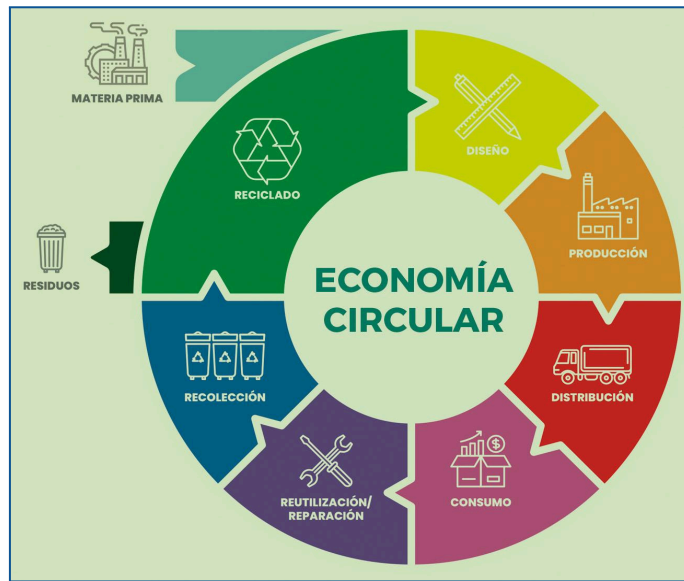 MATERIA PRIMA
DISEÑO
RECICLADO
PRODUCCIÓN
RESIDUOS
ECONOMÍA
CIRCULAR
RECOLECCIÓN
DISTRIBUCIÓN
REUTILIZACIÓN/
REPARACIÓN
CONSUMO